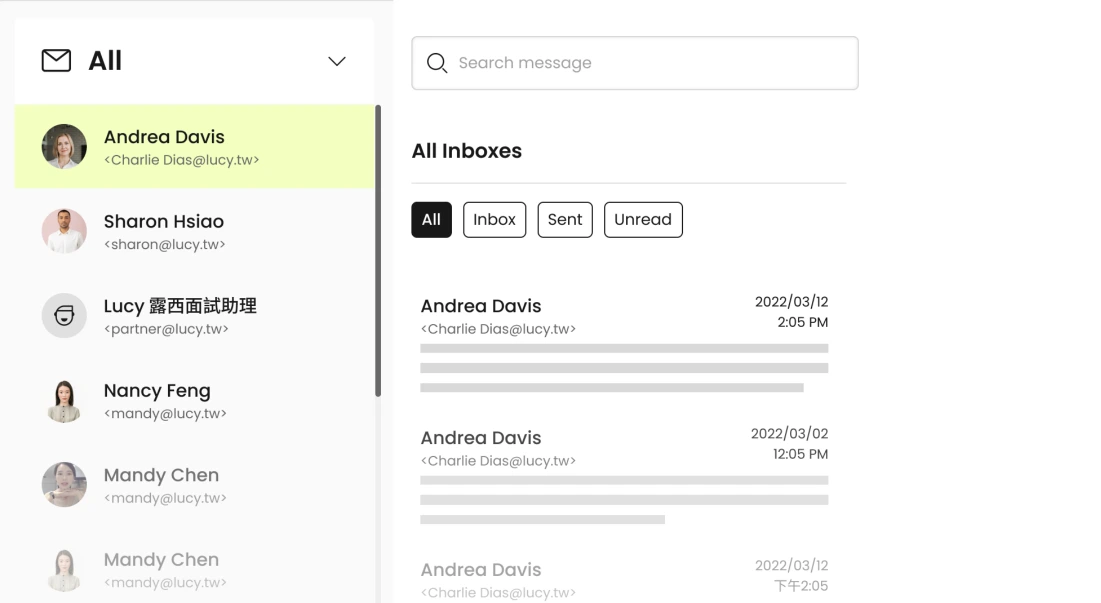 All
Andrea Davis
<Charlie Dias@lucy.tw>
Sharon Hsiao
<sharon@lucy.tw>
Lucy 露西面試助理
<partner@lucy.tw>
Nancy Feng
<mandy@lucy.tw>
Mandy Chen
<mandy@lucy.tw>
Mandy Chen
<mandy@lucy.tw>
Search message
All Inboxes
All Inbox Sent Unread
Andrea Davis 2022/03/12
<Charlie Dias@lucy.tw> 2:05 PM
Andrea Davis 2022/03/02
<Charlie Dias@lucy.tw> 12:05 PM
Andrea Davis 2022/03/12
<Charlie Dias@lucy.tw> 下午2:05